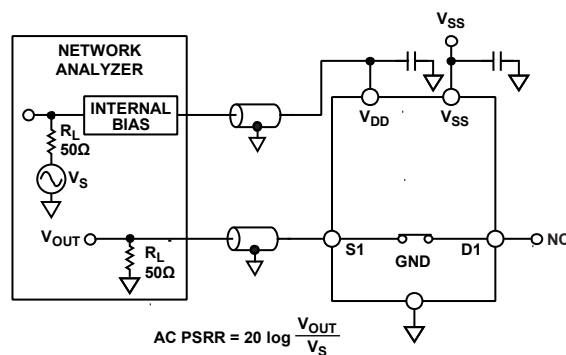 NETWORK
ANALYZER
INTERNAL
BIAS
RL
50Ω
VS
VOUT
RL
50Ω
VSS
VDD
VSS
S1
GND
D1
NC
AC PSRR = 20 log VOUT
VS